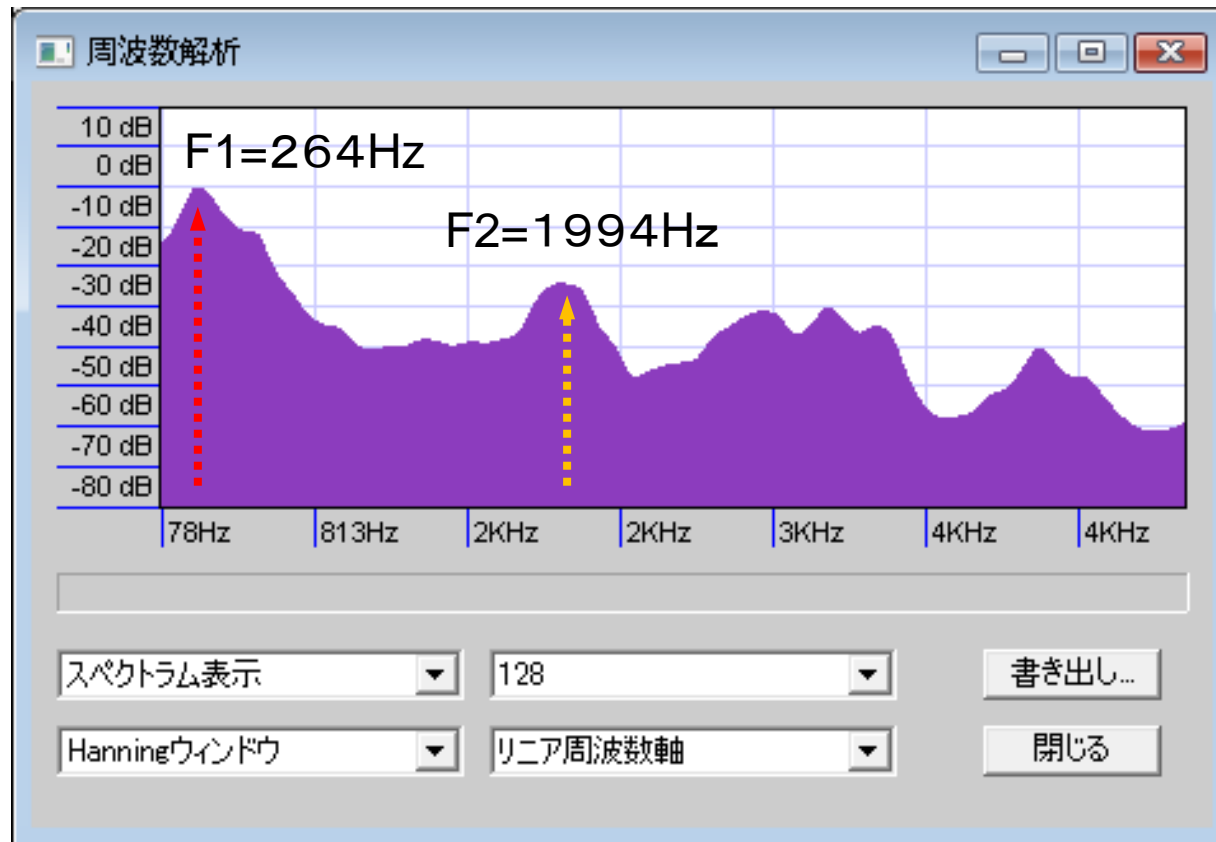 周波数解析
10 dB
0 dB
-10 dB
-20 dB
-30 dB
-40 dB
-50 dB
-60 dB
-70 dB
-80 dB
F1=264Hz
F2=1994Hz
78Hz 813Hz 2KHz 2KHz 3KHz 4KHz 4KHz
スペクトラム表示 128 書き出し...
Hanningウィンドウ リニア周波数軸 閉じる